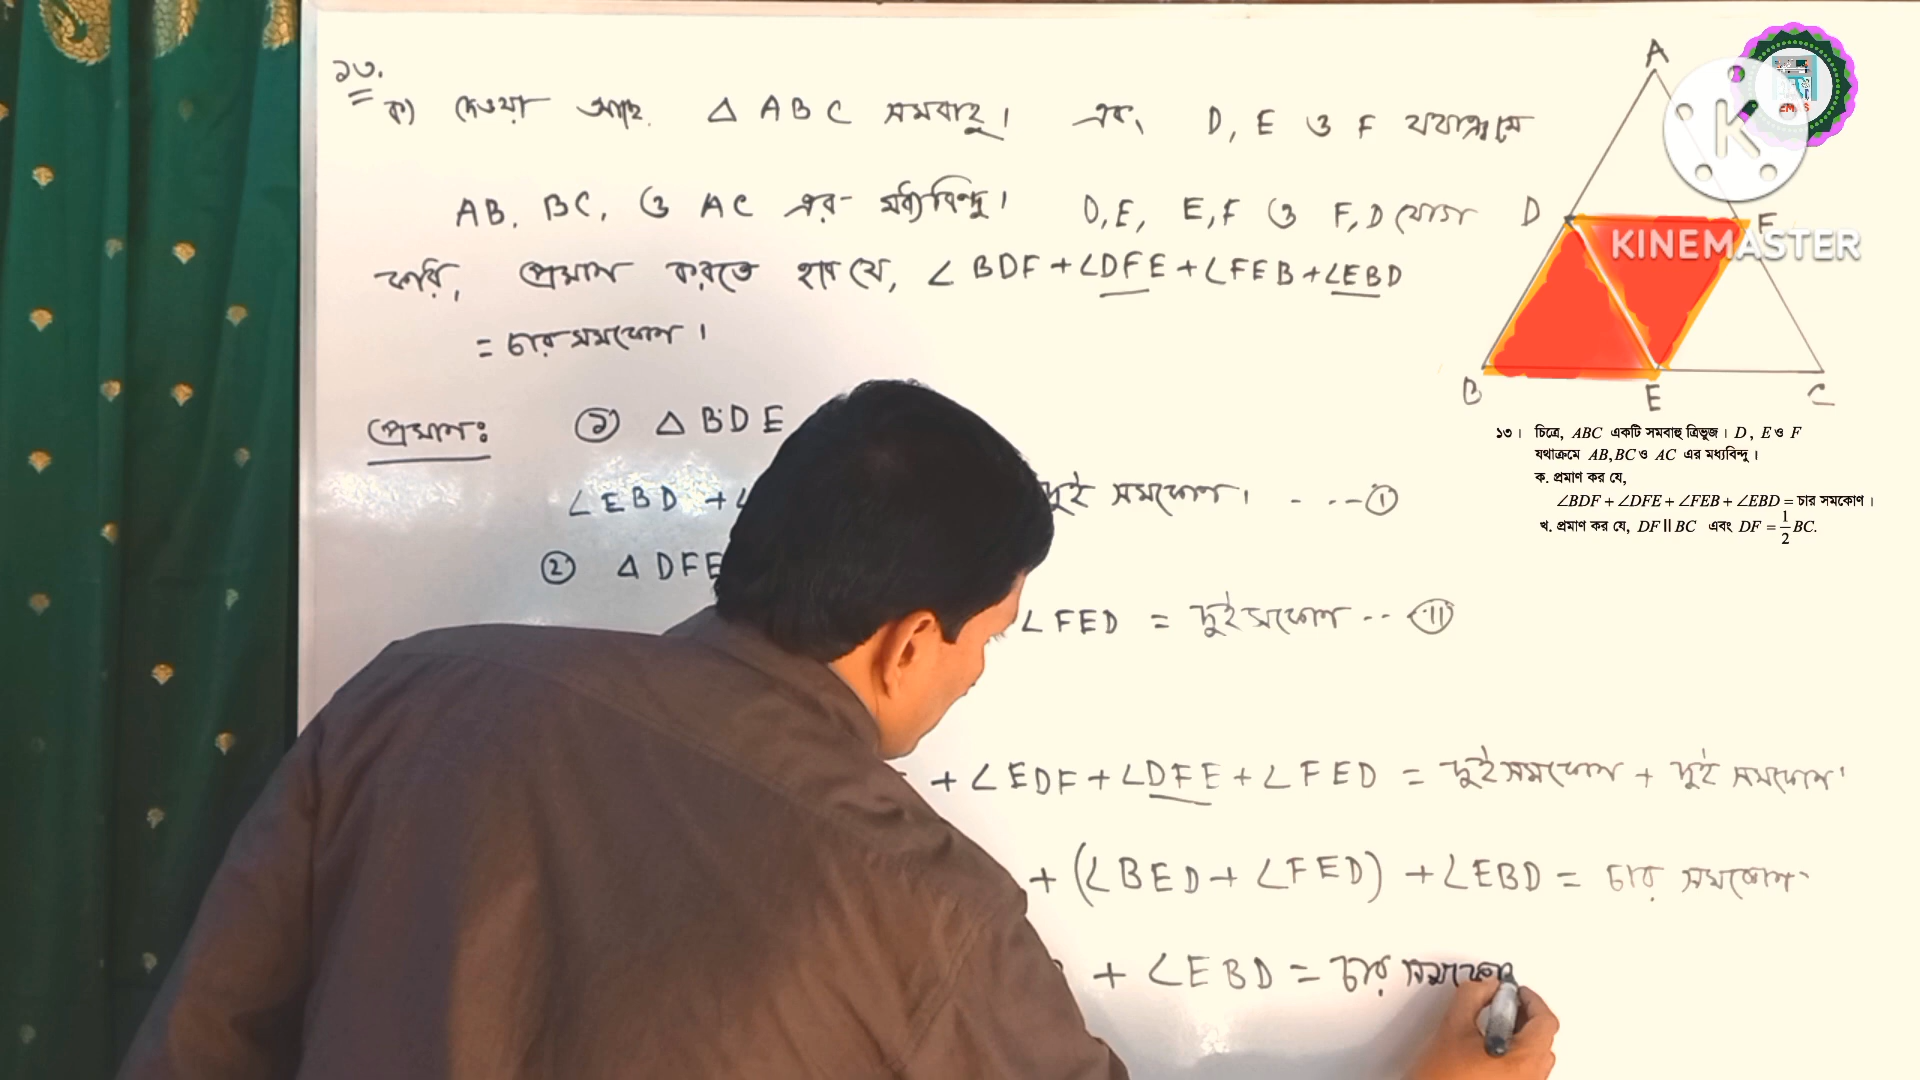 ১৩.
ক) দেওয়া আছে. △ ABC সমবাহু। এবং D, E ও F যথাক্রমে
AB, BC, ও AC এর মধ্যবিন্দু। D,E, E,F ও F,D যোগ
করি, প্রমাণ করতে হবে যে, ∠BDF+∠DFE+∠FEB+∠EBD
= চার সমকোণ।
প্রমাণঃ ① △ BDE
∠EBD + ∠ দুই সমকোণ। - --①
② △ DFE
∠FED = দুই সমকোণ -- ⑪
+ ∠EDF + ∠DFE + ∠FED = দুই সমকোণ + দুই সমকোণ
+ (∠BED + ∠FED) + ∠EBD = চার সমকোণ
+ ∠EBD = চার সমকোণ
A
D F
B E C
K
KINEMASTER
১৩। চিত্রে, ABC একটি সমবাহু ত্রিভুজ। D, E ও F
যথাক্রমে AB, BC ও AC এর মধ্যবিন্দু।
ক. প্রমাণ কর যে,
∠BDF + ∠DFE + ∠FEB + ∠EBD = চার সমকোণ।
খ. প্রমাণ কর যে, DF || BC এবং DF = 1/2 BC.